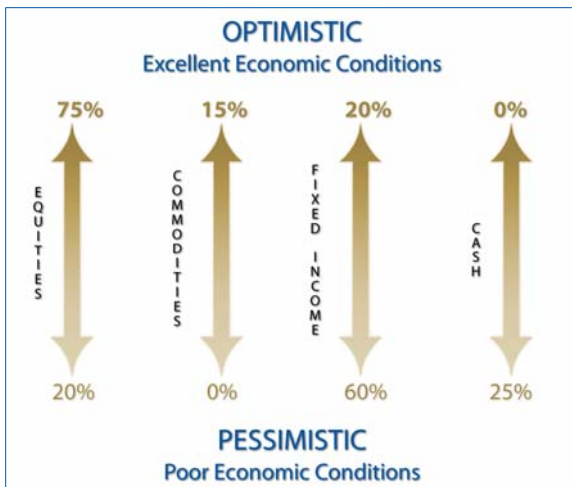 OPTIMISTIC
Excellent Economic Conditions
75% 15% 20% 0%
EQUITIES
COMMODITIES
FIXED INCOME
CASH
20% 0% 60% 25%
PESSIMISTIC
Poor Economic Conditions